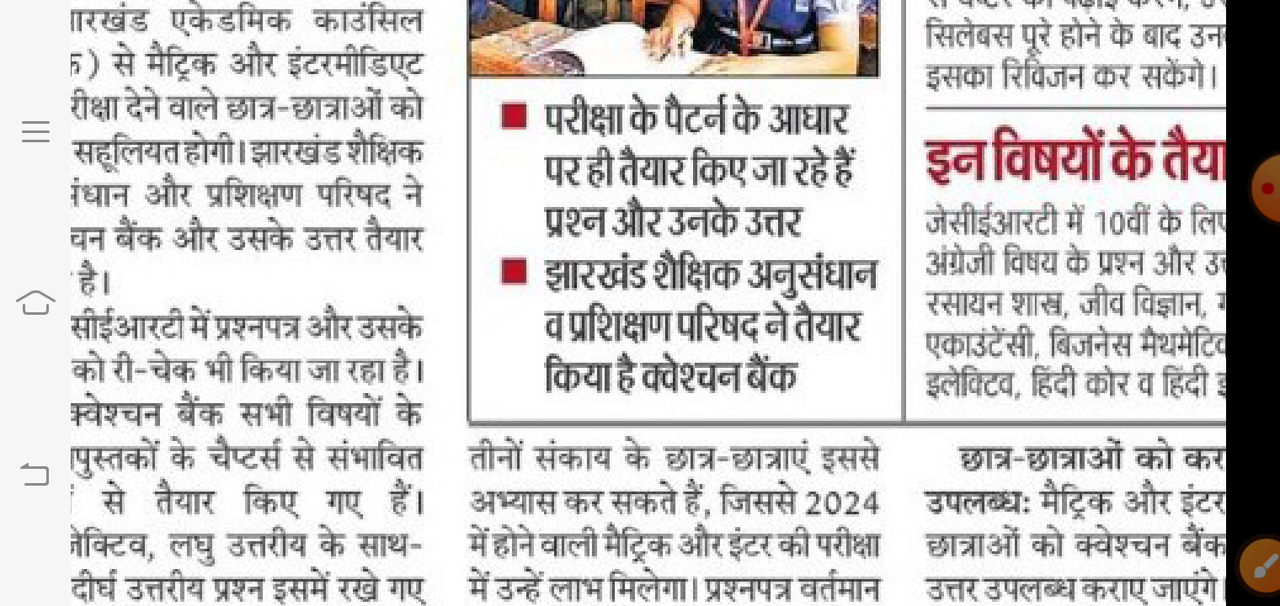 एकेडमिक काउंसिल
) से मैट्रिक और इंटरमीडिएट
देने वाले छात्र-छात्राओं को
सहूलियत होगी। झारखंड शैक्षिक
और प्रशिक्षण परिषद ने
बैंक और उसके उत्तर तैयार
है।
में प्रश्नपत्र और उसके
को री-चेक भी किया जा रहा है।
क्वेश्चन बैंक सभी विषयों के
के चैप्टर्स से संभावित
से तैयार किए गए हैं।
लघु उत्तरीय के साथ-
दीर्घ उत्तरीय प्रश्न इसमें रखे गए
■ परीक्षा के पैटर्न के आधार
पर ही तैयार किए जा रहे हैं
प्रश्न और उनके उत्तर
■ झारखंड शैक्षिक अनुसंधान
व प्रशिक्षण परिषद ने तैयार
किया है क्वेश्चन बैंक
तीनों संकाय के छात्र-छात्राएं इससे
अभ्यास कर सकते हैं, जिससे 2024
में होने वाली मैट्रिक और इंटर की परीक्षा
में उन्हें लाभ मिलेगा। प्रश्नपत्र वर्तमान
सिलेबस पूरे होने के बाद
इसका रिविजन कर सकेंगे।
इन विषयों के
जेसीईआरटी में 10वीं के
अंग्रेजी विषय के प्रश्न और
रसायन शास्त्र, जीव विज्ञान,
एकाउंटेंसी, बिजनेस
इलेक्टिव, हिंदी कोर व हिंदी
छात्र-छात्राओं को
उपलब्ध: मैट्रिक और इंटर
छात्राओं को क्वेश्चन बैंक
उत्तर उपलब्ध कराए जाएंगे।